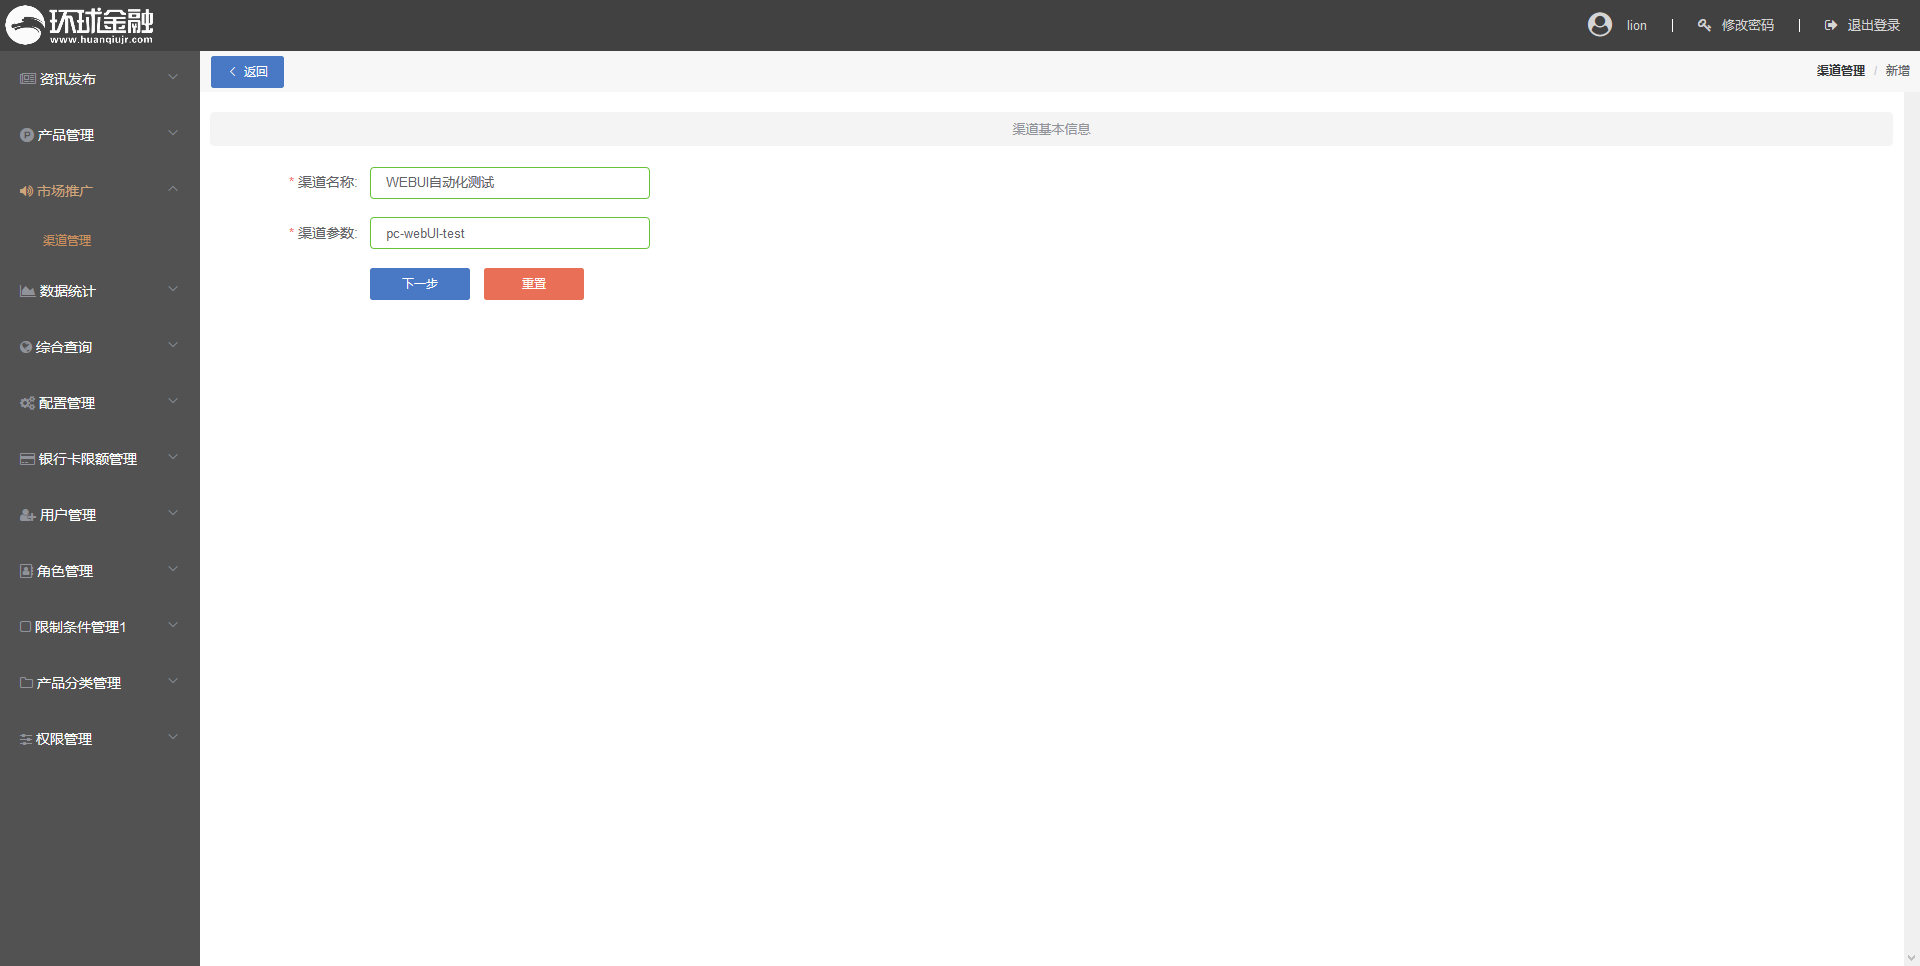 环球金融
www.huanqiujr.com
lion | 修改密码 | 退出登录
返回
渠道管理 / 新增
资讯发布
产品管理
市场推广
渠道管理
数据统计
综合查询
配置管理
银行卡限额管理
用户管理
角色管理
限制条件管理1
产品分类管理
权限管理
渠道基本信息
* 渠道名称: WEBUI自动化测试
* 渠道参数: pc-webUI-test
下一步 重置